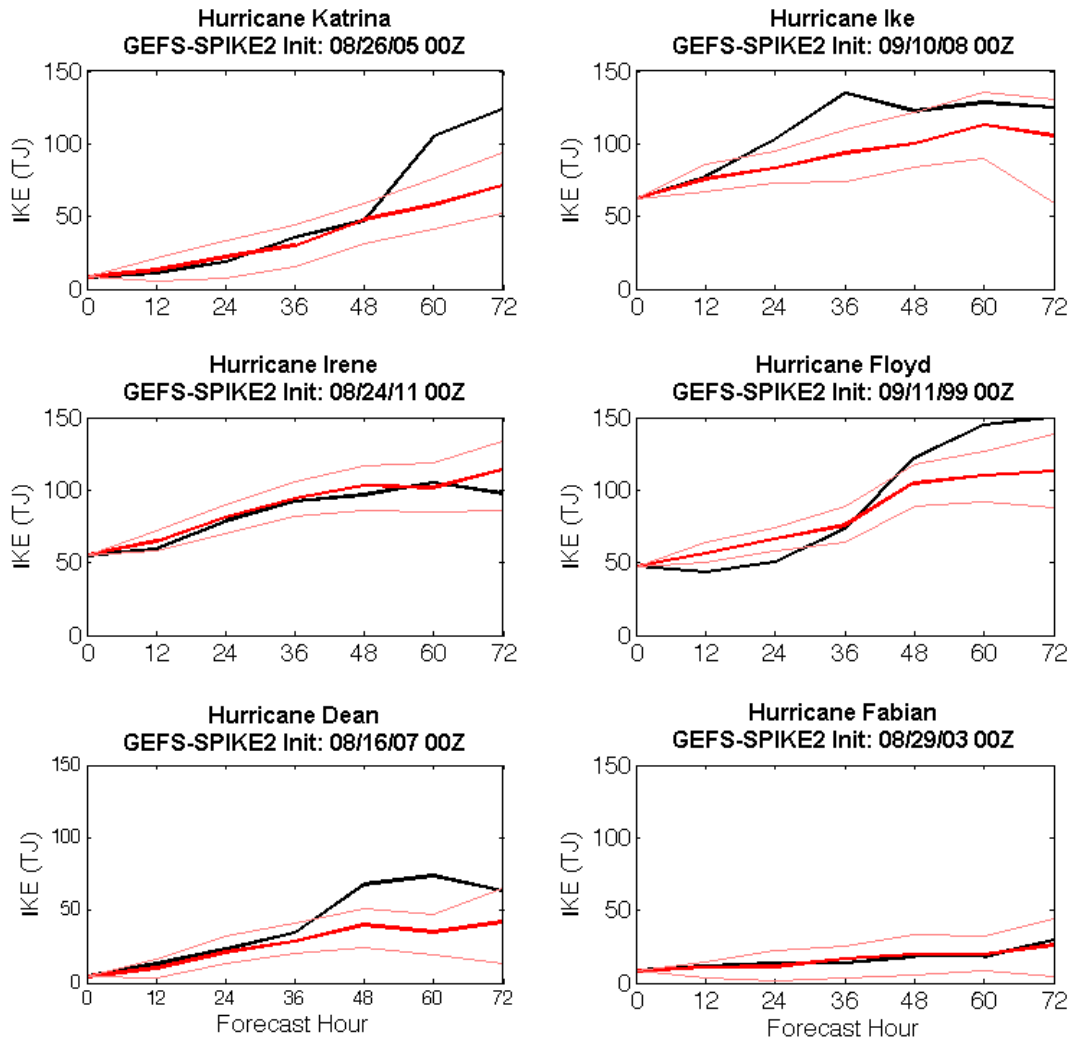 Hurricane Katrina
GEFS-SPIKE2 Init: 08/26/05 00Z
150
100
50
0
IKE (TJ)
0 12 24 36 48 60 72
Hurricane Ike
GEFS-SPIKE2 Init: 09/10/08 00Z
150
100
50
0
IKE (TJ)
0 12 24 36 48 60 72
Hurricane Irene
GEFS-SPIKE2 Init: 08/24/11 00Z
150
100
50
0
IKE (TJ)
0 12 24 36 48 60 72
Hurricane Floyd
GEFS-SPIKE2 Init: 09/11/99 00Z
150
100
50
0
IKE (TJ)
0 12 24 36 48 60 72
Hurricane Dean
GEFS-SPIKE2 Init: 08/16/07 00Z
150
100
50
0
IKE (TJ)
0 12 24 36 48 60 72
Forecast Hour
Hurricane Fabian
GEFS-SPIKE2 Init: 08/29/03 00Z
150
100
50
0
IKE (TJ)
0 12 24 36 48 60 72
Forecast Hour